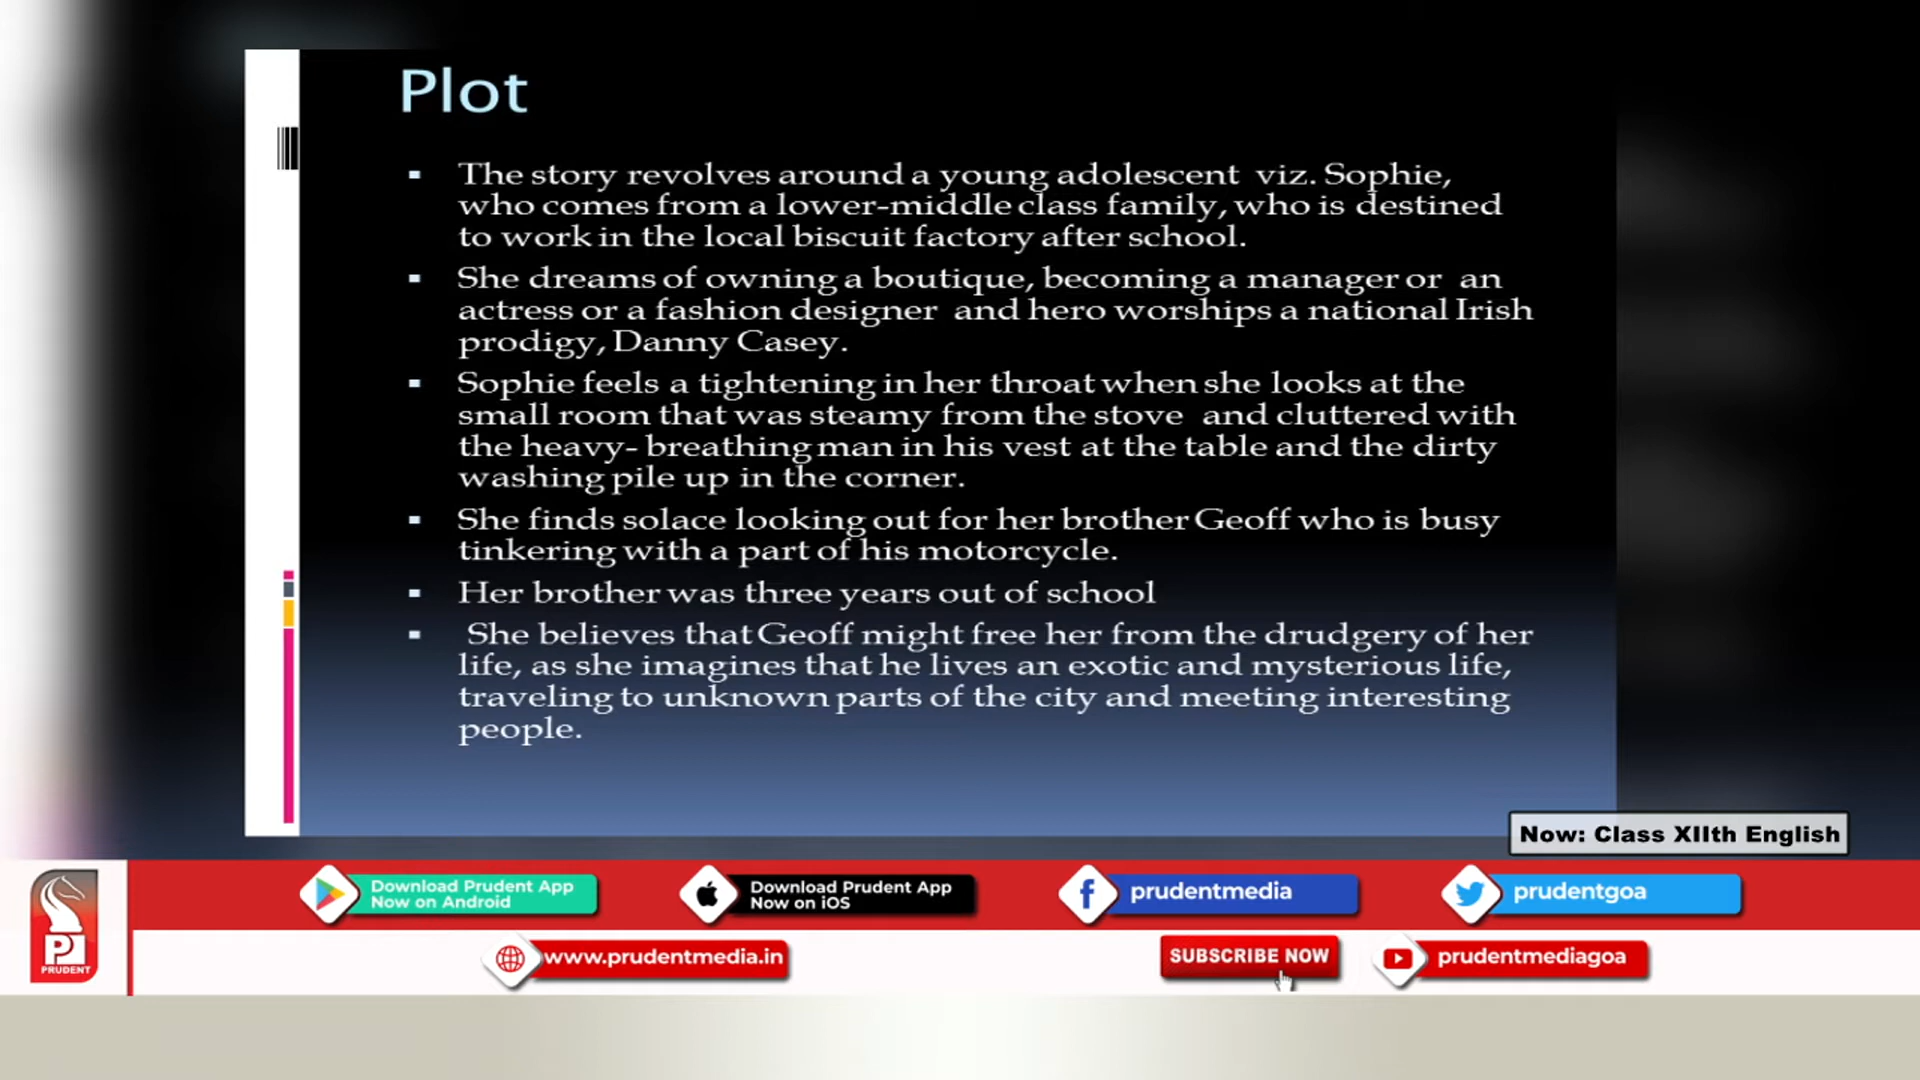 Plot
▪ The story revolves around a young adolescent viz. Sophie,
who comes from a lower-middle class family, who is destined
to work in the local biscuit factory after school.
▪ She dreams of owning a boutique, becoming a manager or an
actress or a fashion designer and hero worships a national Irish
prodigy, Danny Casey.
▪ Sophie feels a tightening in her throat when she looks at the
small room that was steamy from the stove and cluttered with
the heavy- breathing man in his vest at the table and the dirty
washing pile up in the corner.
▪ She finds solace looking out for her brother Geoff who is busy
tinkering with a part of his motorcycle.
▪ Her brother was three years out of school
▪ She believes that Geoff might free her from the drudgery of her
life, as she imagines that he lives an exotic and mysterious life,
traveling to unknown parts of the city and meeting interesting
people.
Now: Class XIIth English
Download Prudent App
Now on Android
Download Prudent App
Now on iOS
prudentmedia
prudentgoa
P
PRUDENT
www.prudentmedia.in
SUBSCRIBE NOW
prudentmediagoa